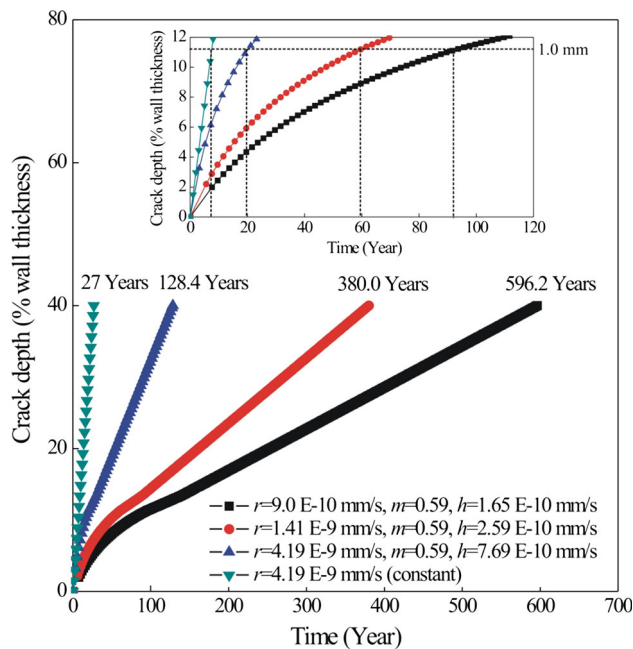 80
60
40
20
0
Crack depth (% wall thickness)
12
10
8
6
4
2
0
Crack depth (% wall thickness)
1.0 mm
0 20 40 60 80 100 120
Time (Year)
27 Years 128.4 Years 380.0 Years 596.2 Years
r=9.0 E-10 mm/s, m=0.59, h=1.65 E-10 mm/s
r=1.41 E-9 mm/s, m=0.59, h=2.59 E-10 mm/s
r=4.19 E-9 mm/s, m=0.59, h=7.69 E-10 mm/s
r=4.19 E-9 mm/s (constant)
0 100 200 300 400 500 600 700
Time (Year)